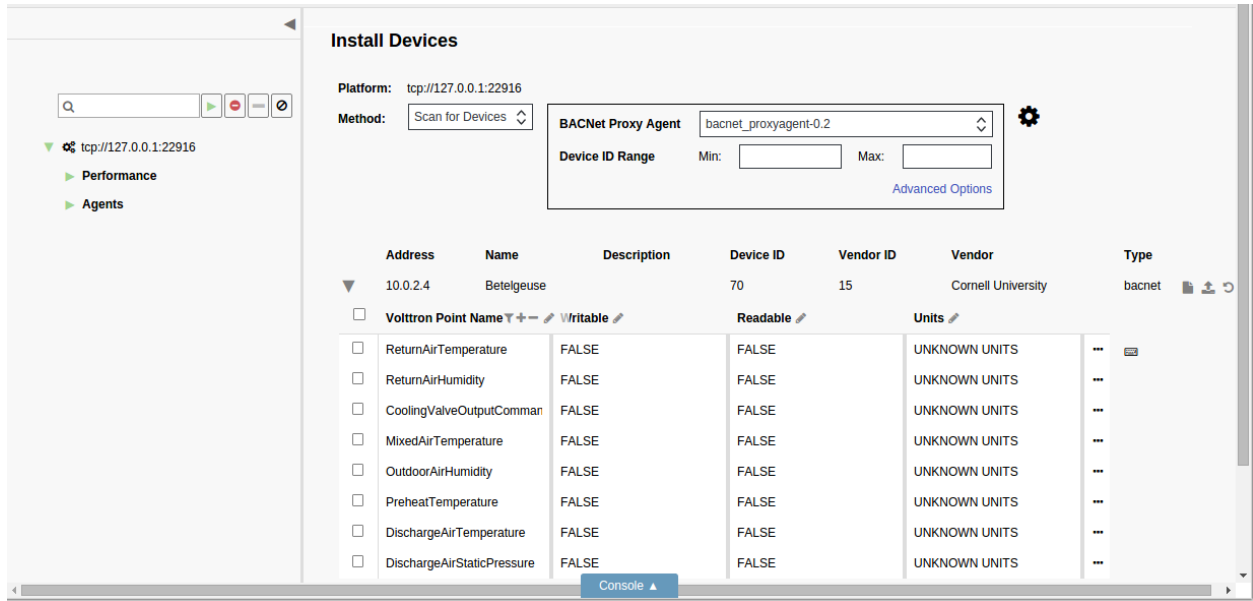 Install Devices
Platform: tcp://127.0.0.1:22916
Method: Scan for Devices
BACNet Proxy Agent bacnet_proxyagent-0.2
Device ID Range Min: Max:
Advanced Options
tcp://127.0.0.1:22916
Performance
Agents
Address Name Description Device ID Vendor ID Vendor Type
10.0.2.4 Betelgeuse 70 15 Cornell University bacnet
Volttron Point Name Writable Readable Units
ReturnAirTemperature FALSE FALSE UNKNOWN UNITS
ReturnAirHumidity FALSE FALSE UNKNOWN UNITS
CoolingValveOutputComman FALSE FALSE UNKNOWN UNITS
MixedAirTemperature FALSE FALSE UNKNOWN UNITS
OutdoorAirHumidity FALSE FALSE UNKNOWN UNITS
PreheatTemperature FALSE FALSE UNKNOWN UNITS
DischargeAirTemperature FALSE FALSE UNKNOWN UNITS
DischargeAirStaticPressure FALSE FALSE UNKNOWN UNITS
Console ▲